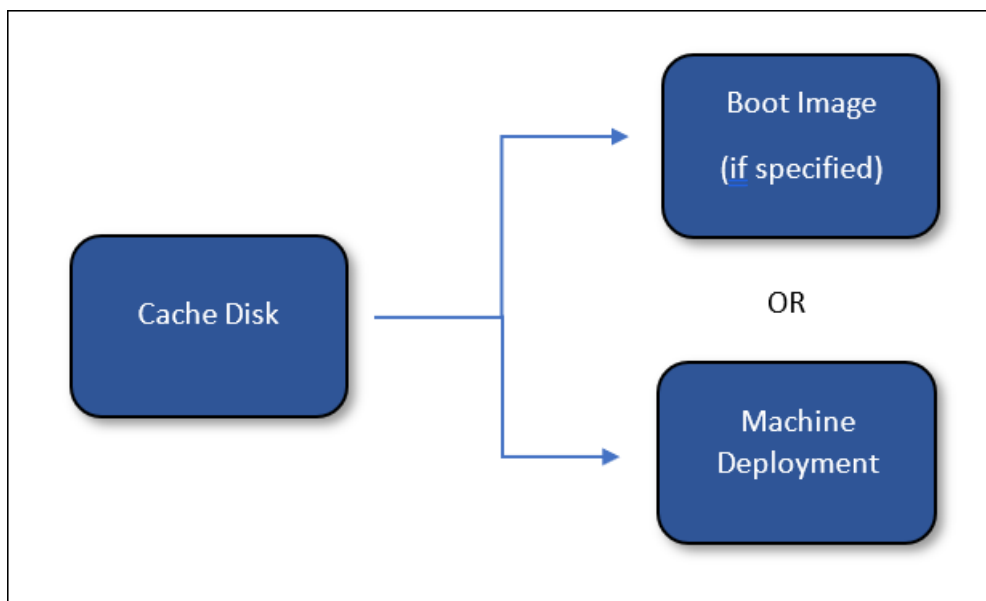 Boot Image
(if specified)
Cache Disk
OR
Machine
Deployment